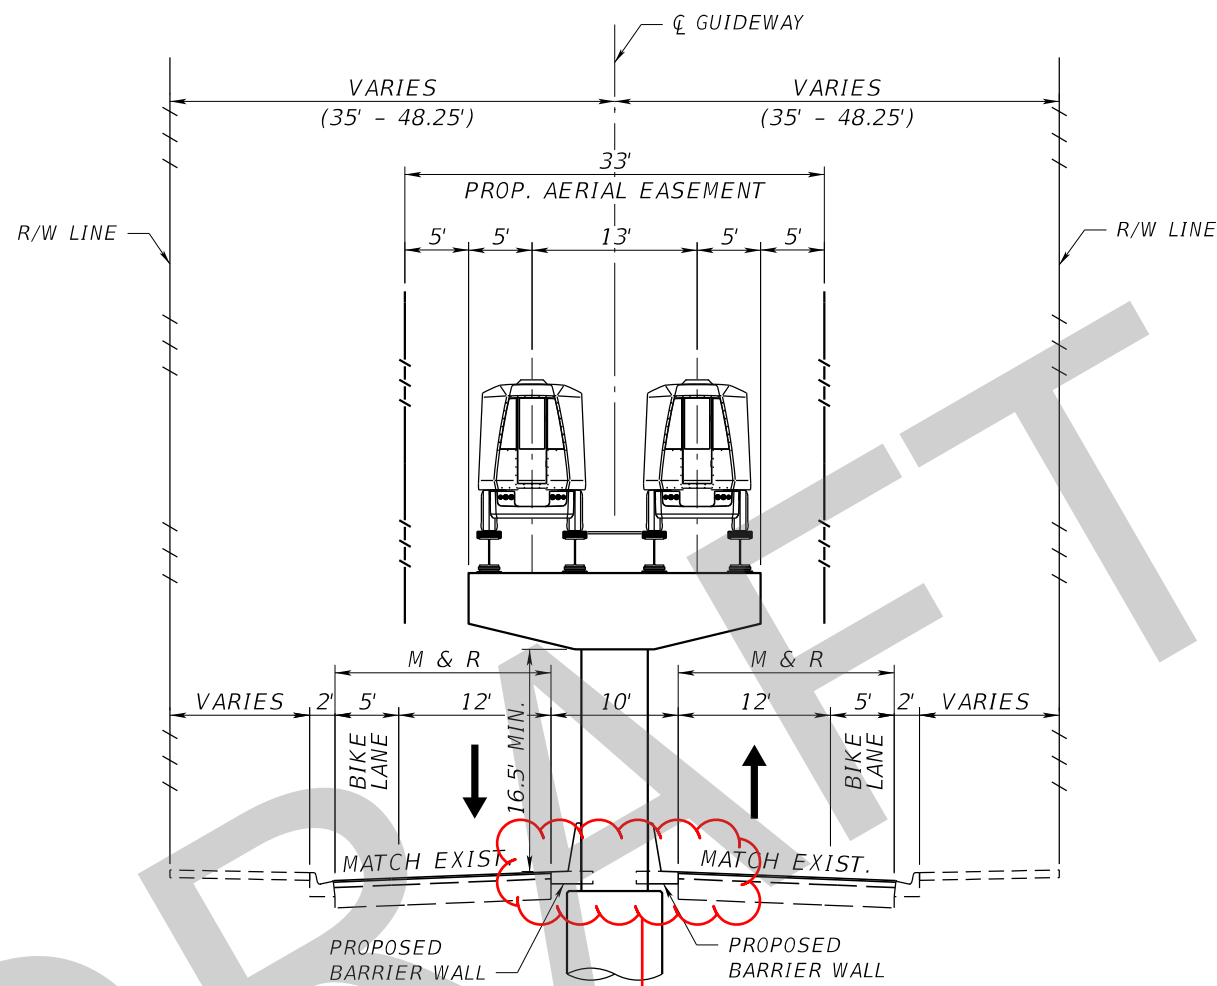 ℄ GUIDEWAY
VARIES
(35' - 48.25')
VARIES
(35' - 48.25')
33'
PROP. AERIAL EASEMENT
R/W LINE
5' 5' 13' 5' 5'
R/W LINE
M & R
M & R
VARIES 2' 5' 12' 10' 12' 5' 2' VARIES
BIKE
LANE
16.5' MIN.
BIKE
LANE
MATCH EXIST.
MATCH EXIST.
PROPOSED
BARRIER WALL
PROPOSED
BARRIER WALL
DRAFT